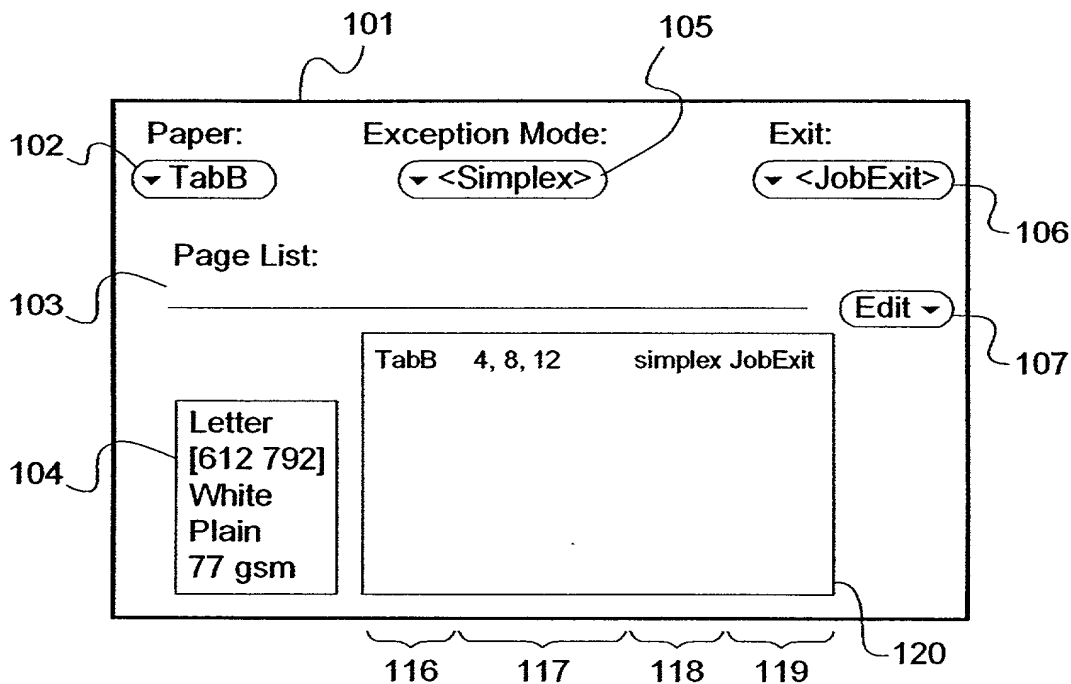 101
105
Paper: Exception Mode: Exit:
102
TabB <Simplex> <JobExit>
106
Page List:
103
Edit
107
TabB 4, 8, 12 simplex JobExit
Letter
[612 792]
104
White
Plain
77 gsm
120
116 117 118 119